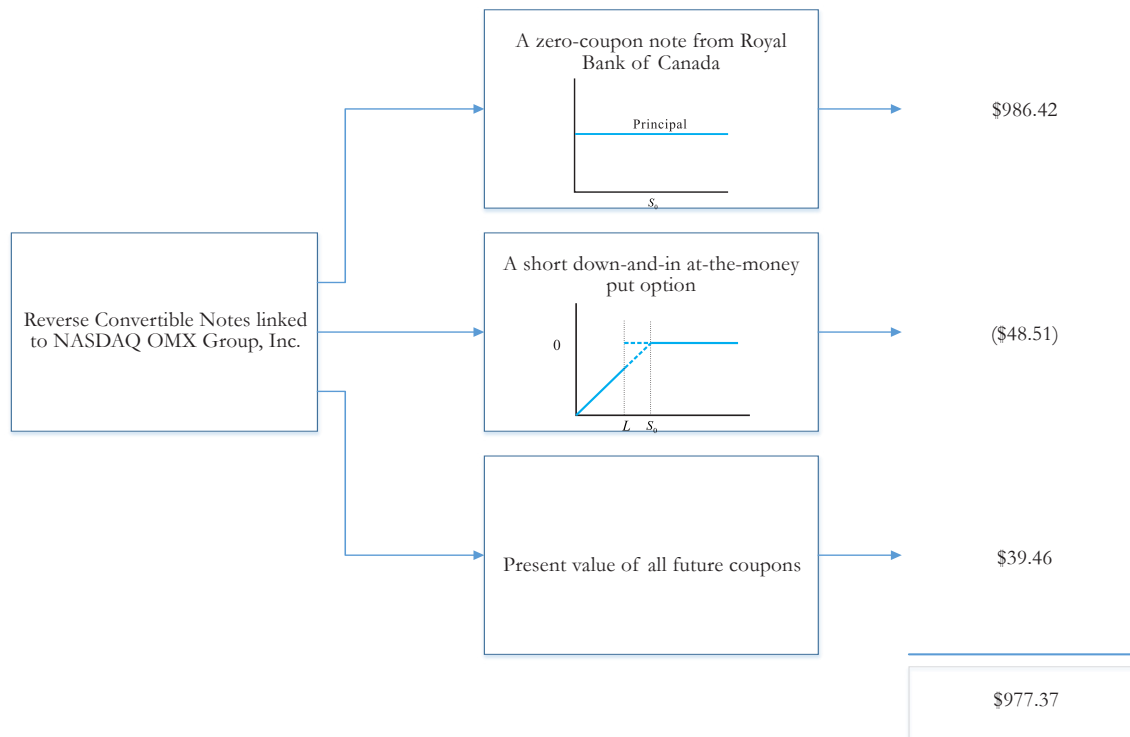 A zero-coupon note from Royal
Bank of Canada
Principal
S₀
$986.42
Reverse Convertible Notes linked
to NASDAQ OMX Group, Inc.
A short down-and-in at-the-money
put option
0
L S₀
($48.51)
Present value of all future coupons
$39.46
$977.37